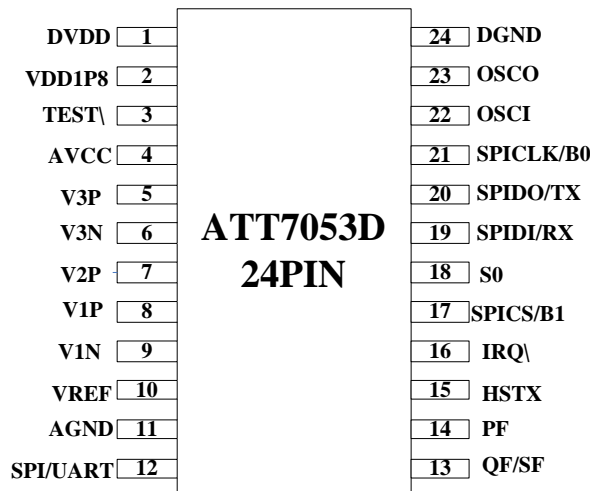 DVDD 1 24 DGND
VDD1P8 2 23 OSCO
TEST\ 3 22 OSCI
AVCC 4 21 SPICLK/B0
V3P 5 20 SPIDO/TX
V3N 6 19 SPIDI/RX
V2P 7 18 S0
V1P 8 17 SPICS/B1
V1N 9 16 IRQ\
VREF 10 15 HSTX
AGND 11 14 PF
SPI/UART 12 13 QF/SF
ATT7053D
24PIN